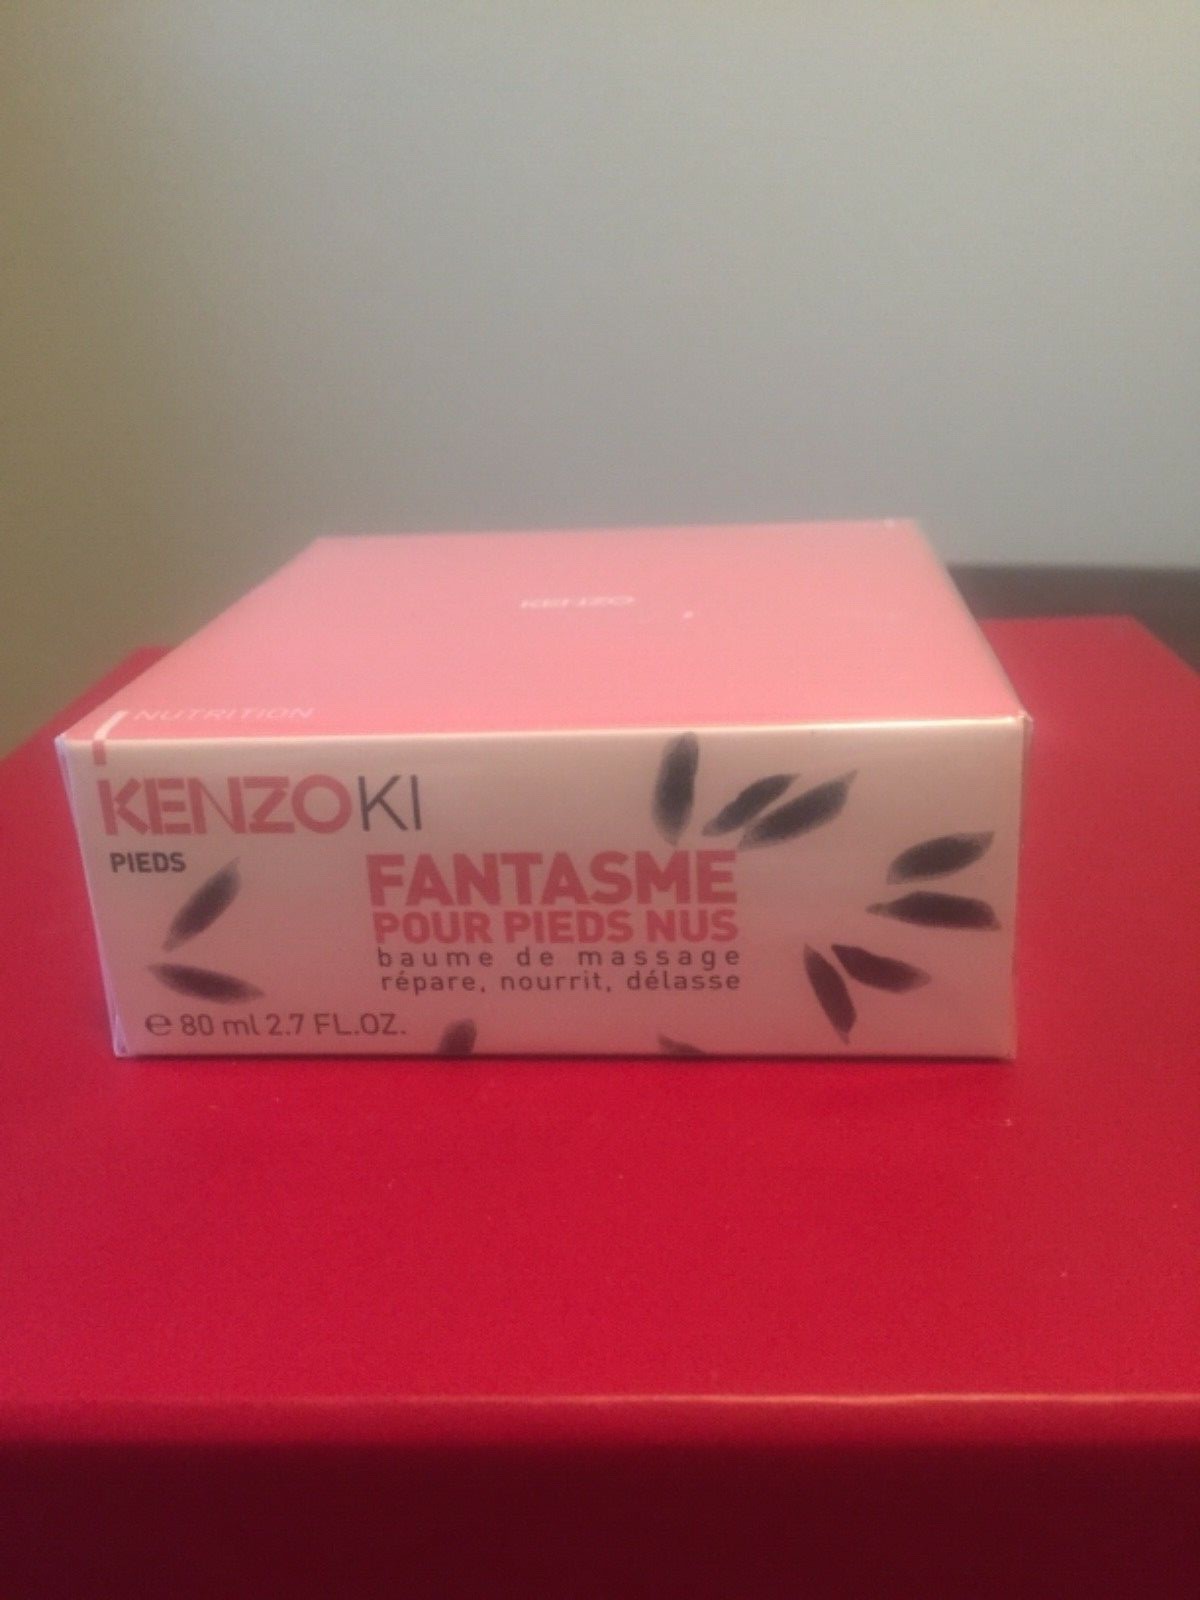 KENZO
NUTRITION
KENZOKI
PIEDS
FANTASME
POUR PIEDS NUS
baume de massage
répare, nourrit, délasse
e 80 ml 2.7 FL.OZ.